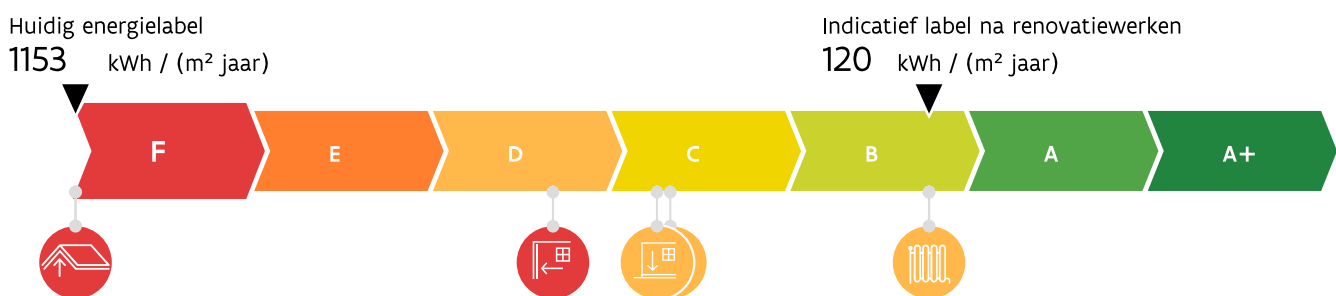 Huidig energielabel
1153 kWh / (m² jaar)
Indicatief label na renovatiewerken
120 kWh / (m² jaar)
F E D C B A A+